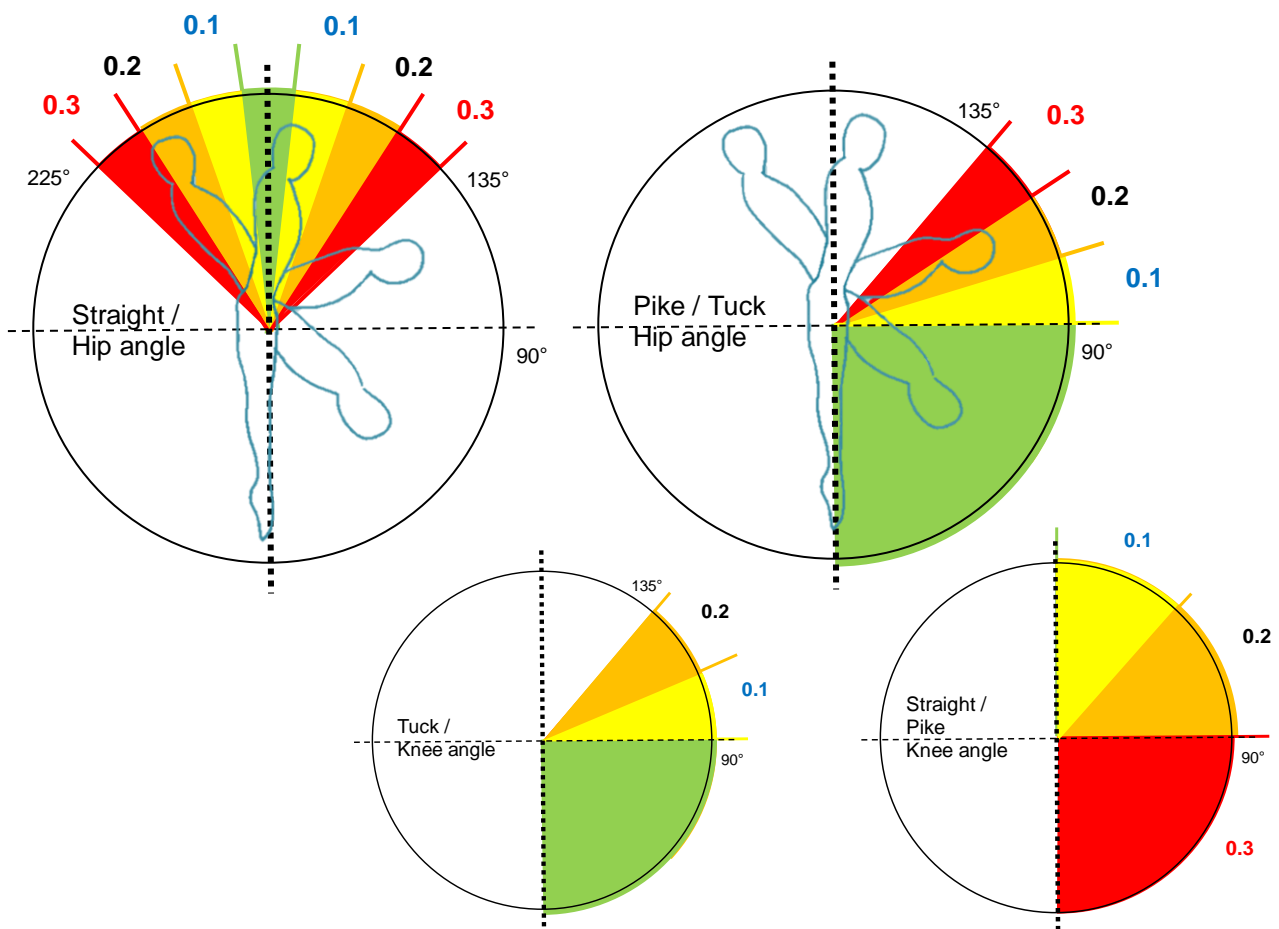 0.1 0.1
0.2 0.2
0.3 0.3
225° 135°
Straight /
Hip angle
90°
135° 0.3
0.2
0.1
Pike / Tuck
Hip angle
90°
135°
0.2
0.1
Tuck /
Knee angle
90°
0.1
0.2
Straight /
Pike
Knee angle
90°
0.3